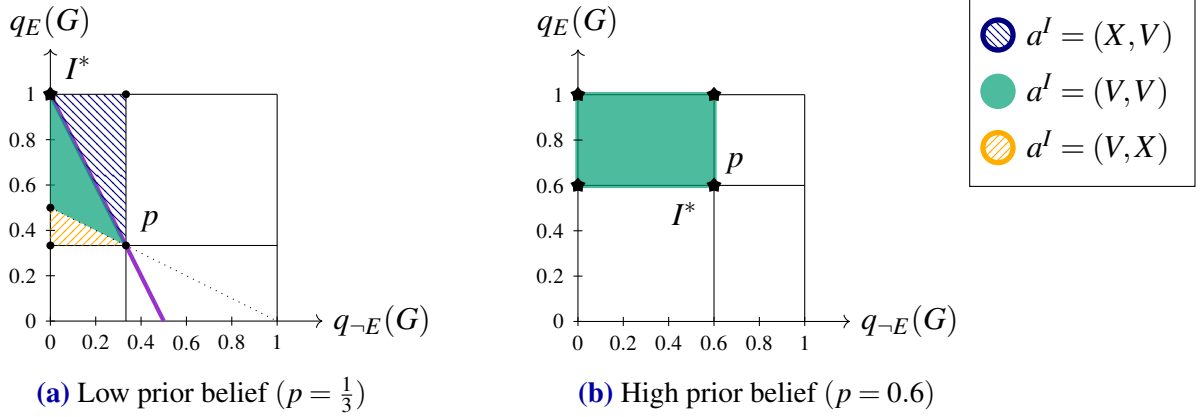 q_E(G)
I*
p
1
0.8
0.6
0.4
0.2
0
0 0.2 0.4 0.6 0.8 1
q_{¬E}(G)
(a) Low prior belief (p = 1/3)
q_E(G)
1
0.8
0.6
0.4
0.2
0
p
I*
0 0.2 0.4 0.6 0.8 1
q_{¬E}(G)
(b) High prior belief (p = 0.6)
a^I = (X,V)
a^I = (V,V)
a^I = (V,X)